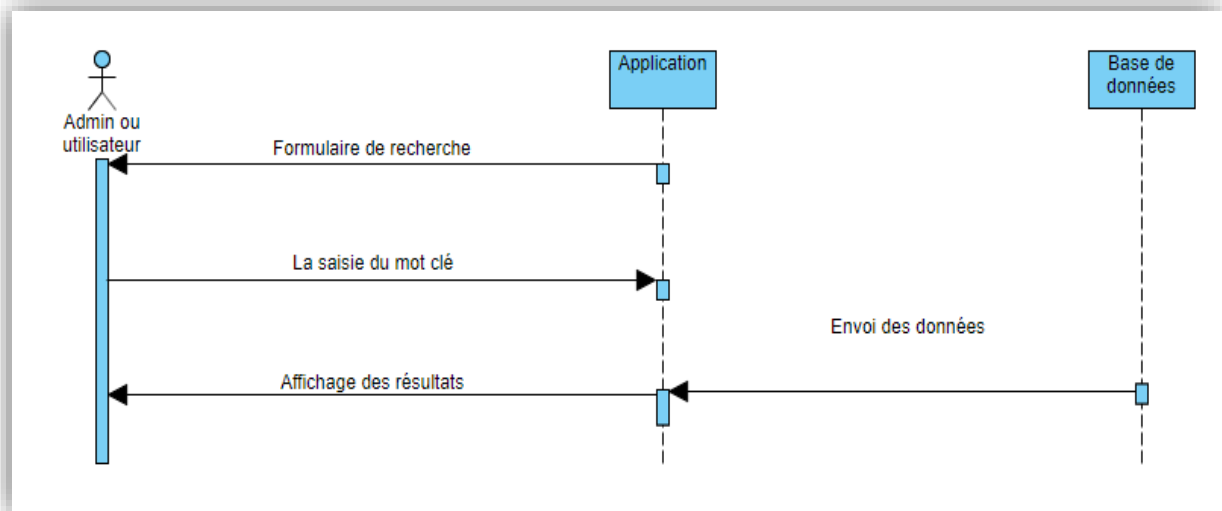 Application
Base de
données
Admin ou
utilisateur
Formulaire de recherche
La saisie du mot clé
Envoi des données
Affichage des résultats